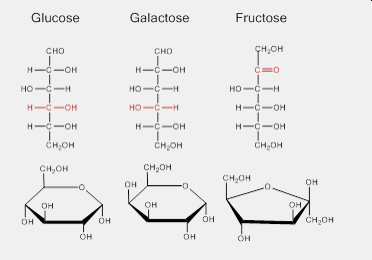 Glucose Galactose Fructose
CHO CHO CH₂OH
H C OH H C OH C O
HO C H HO C H HO C H
H C OH HO C H H C OH
H C OH H C OH H C OH
CH₂OH CH₂OH CH₂OH
CH₂OH CH₂OH CH₂OH
O OH O O OH
OH OH OH
OH OH OH CH₂OH
OH OH OH